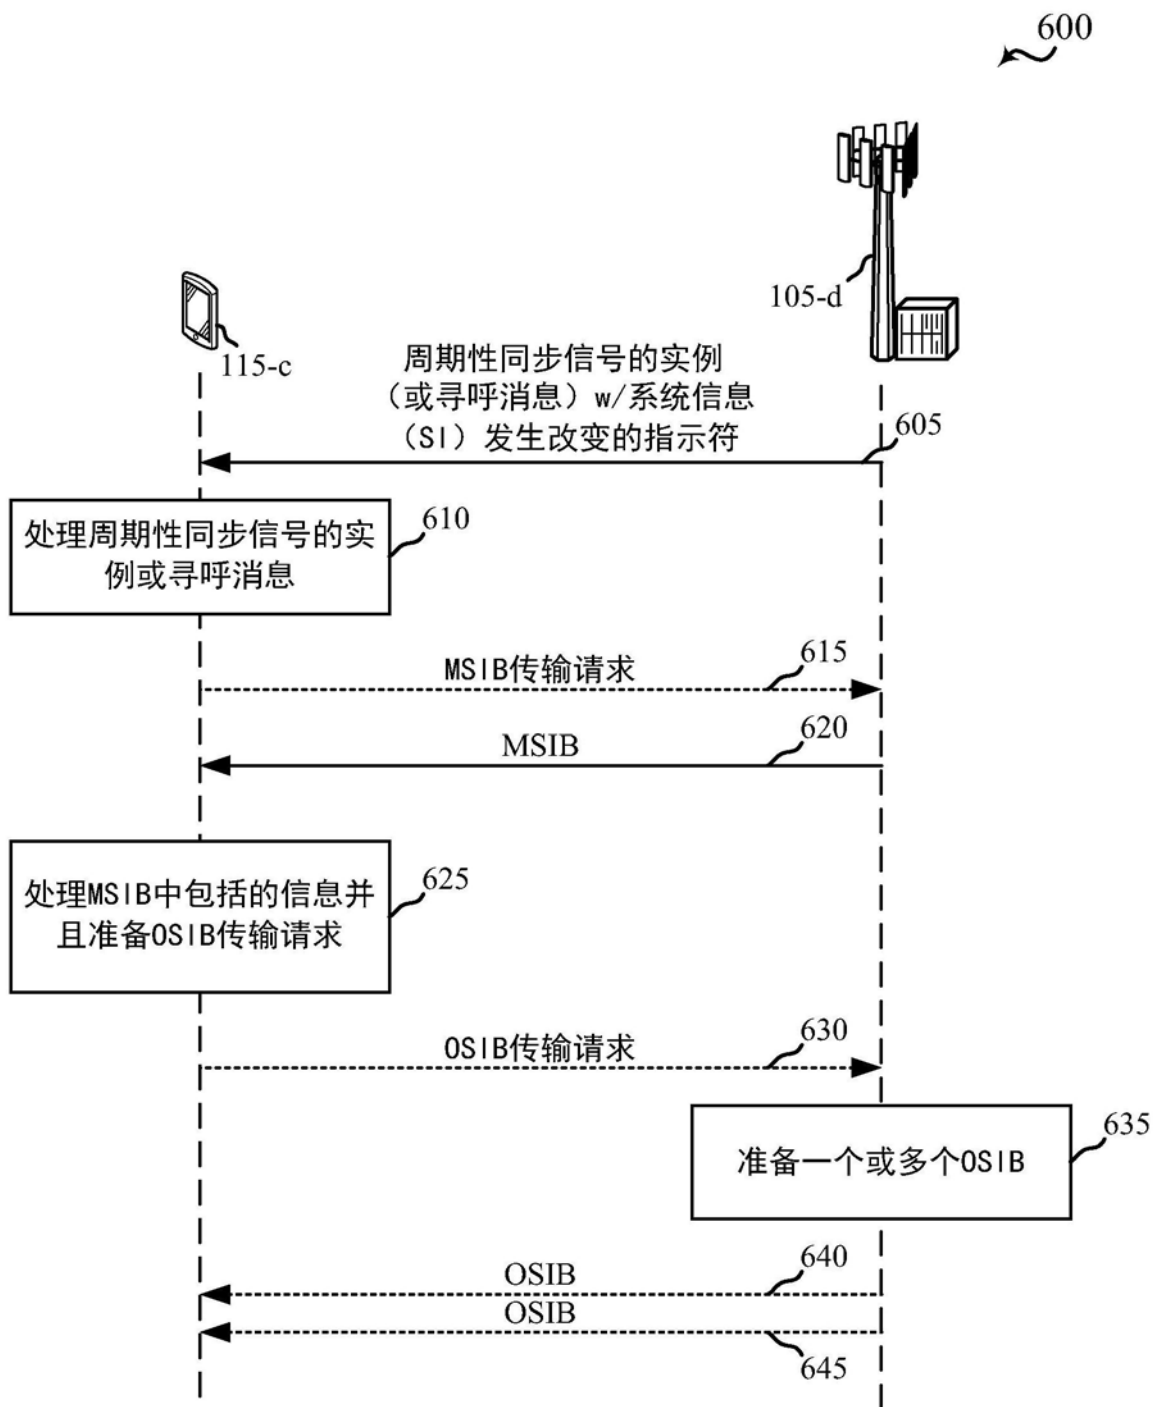 600
105-d
115-c
周期性同步信号的实例
（或寻呼消息）w/系统信息
（SI）发生改变的指示符
605
处理周期性同步信号的实
例或寻呼消息
610
MSIB传输请求
615
MSIB
620
处理MSIB中包括的信息并
且准备OSIB传输请求
625
OSIB传输请求
630
准备一个或多个OSIB
635
OSIB
640
OSIB
645